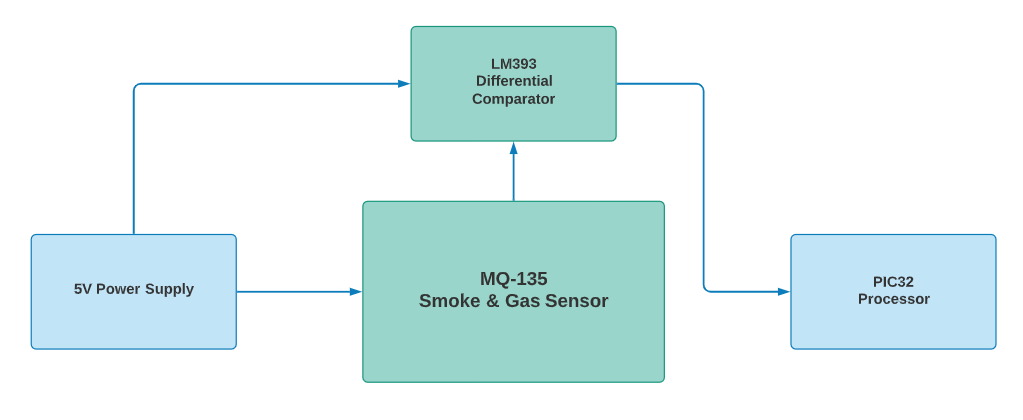 LM393
Differential
Comparator
5V Power Supply
MQ-135
Smoke & Gas Sensor
PIC32
Processor